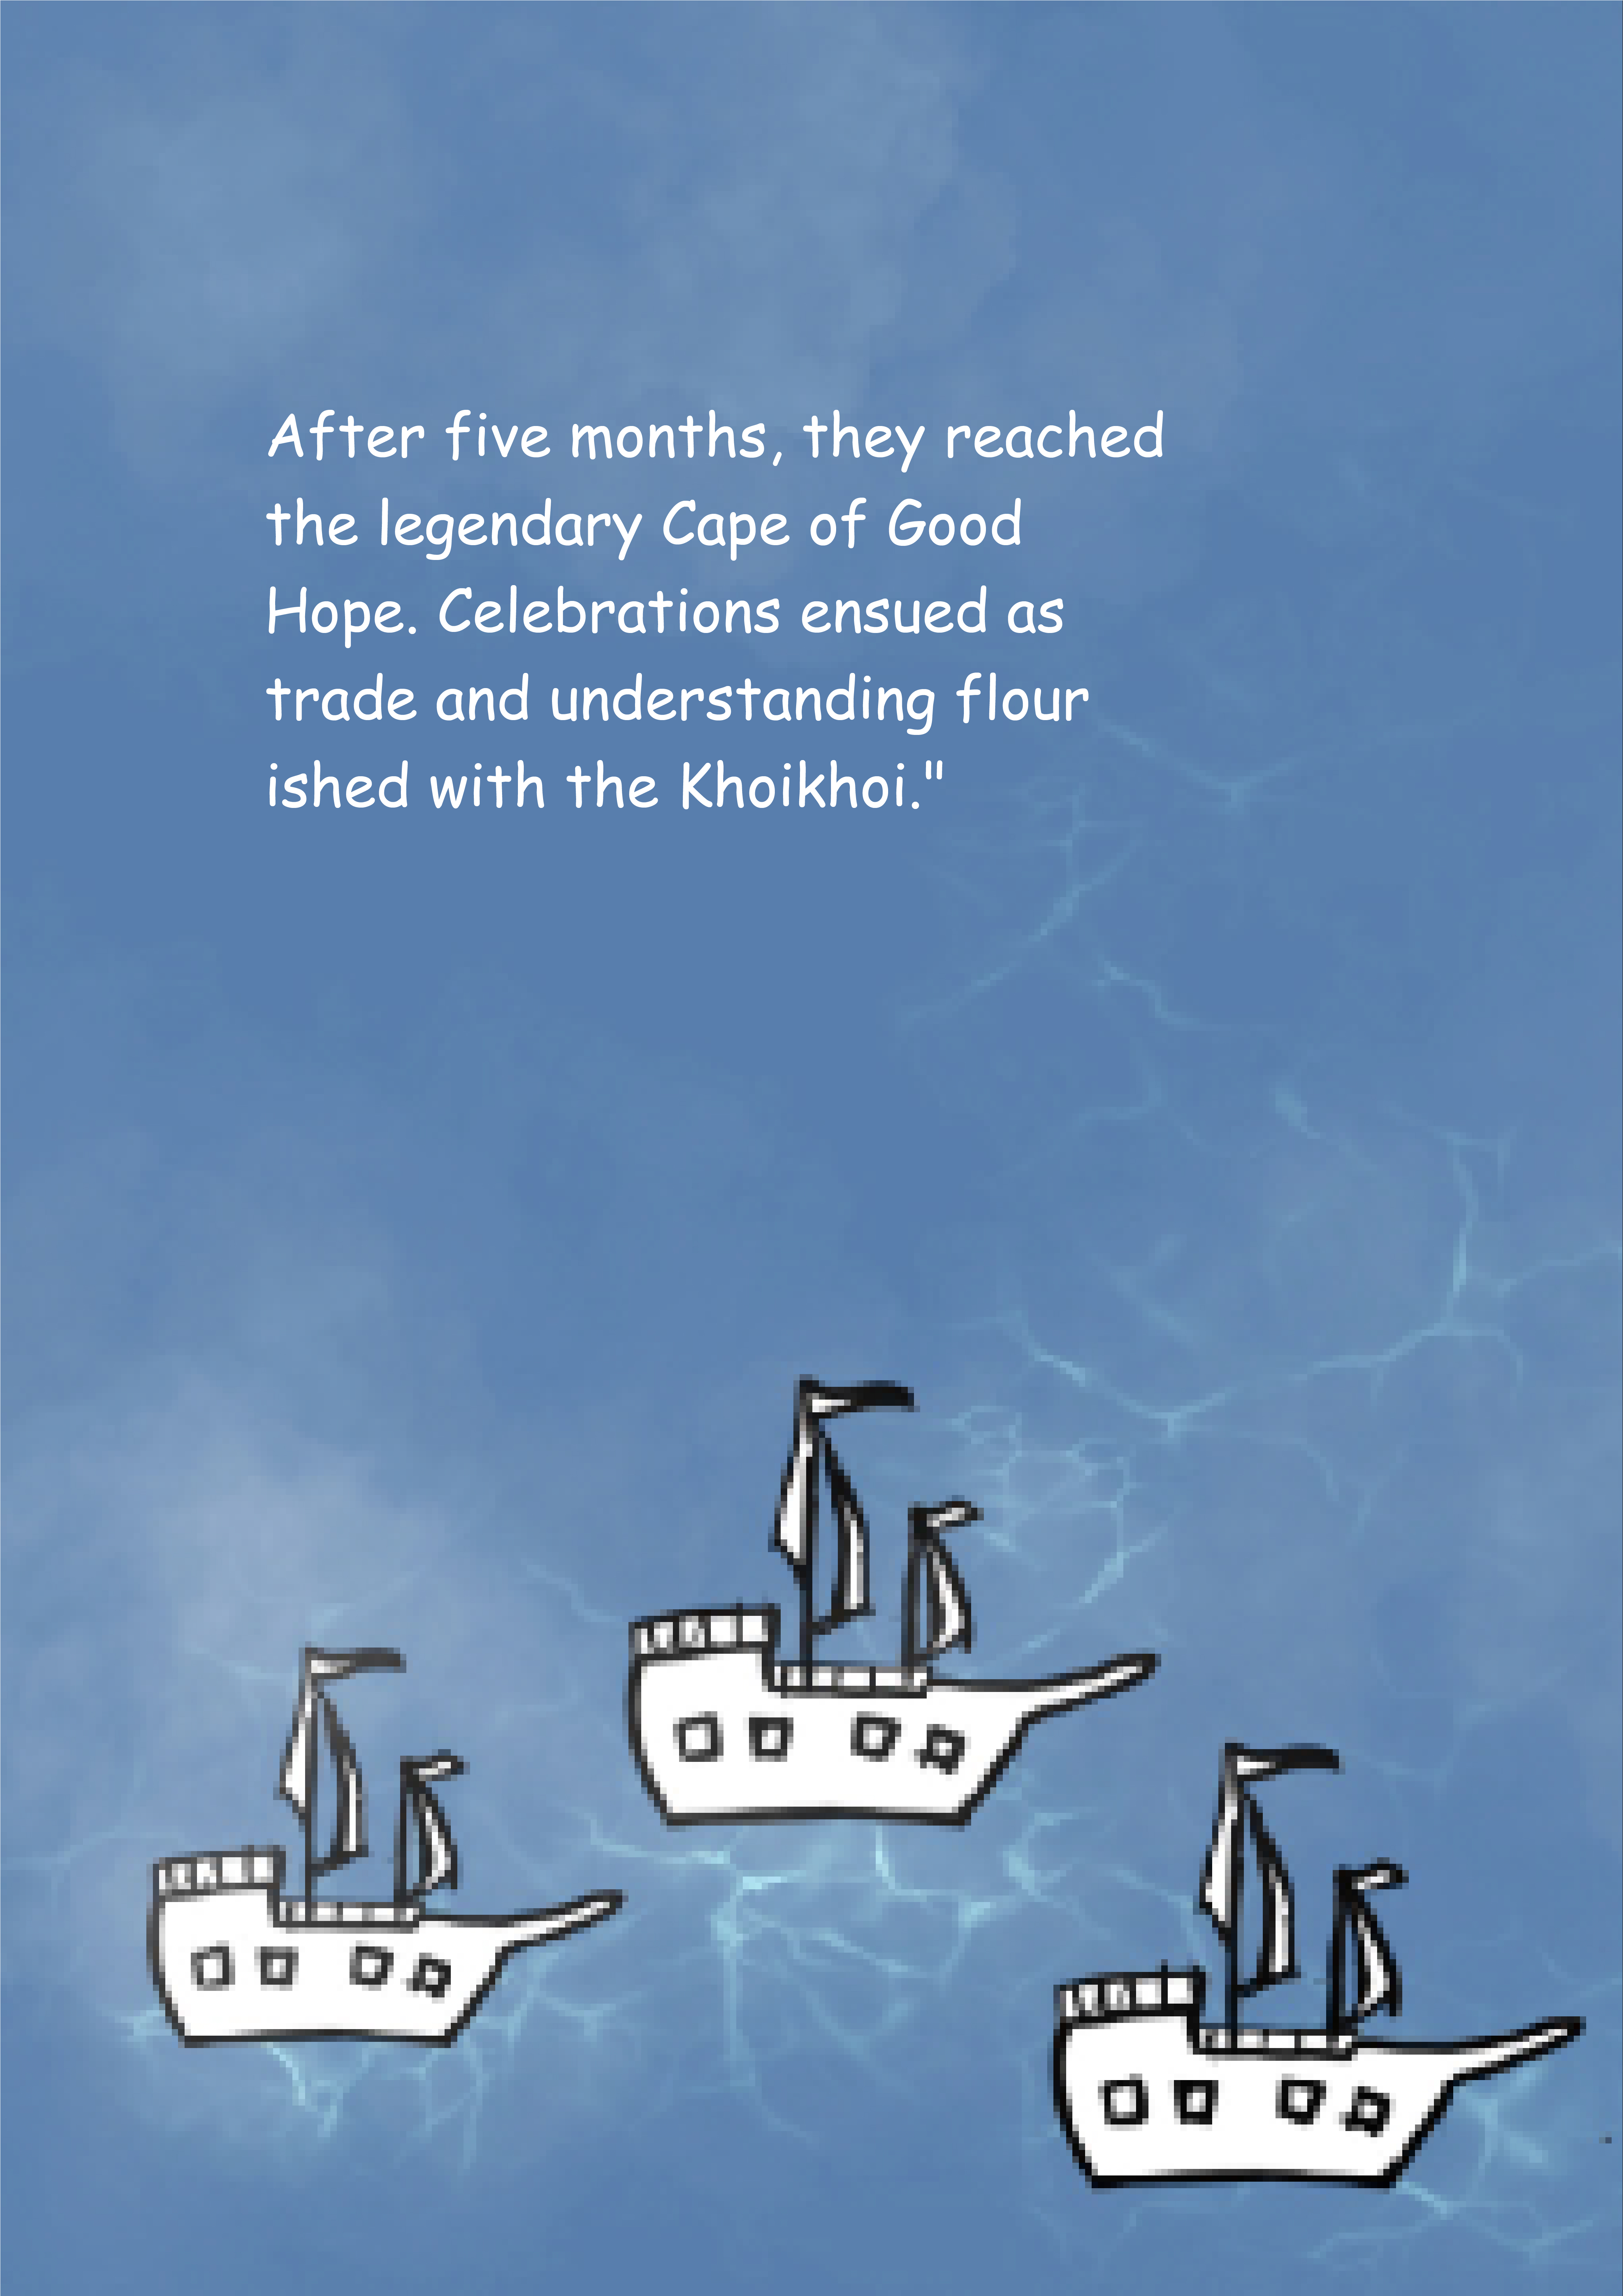 After five months, they reached
the legendary Cape of Good
Hope. Celebrations ensued as
trade and understanding flour
ished with the Khoikhoi."